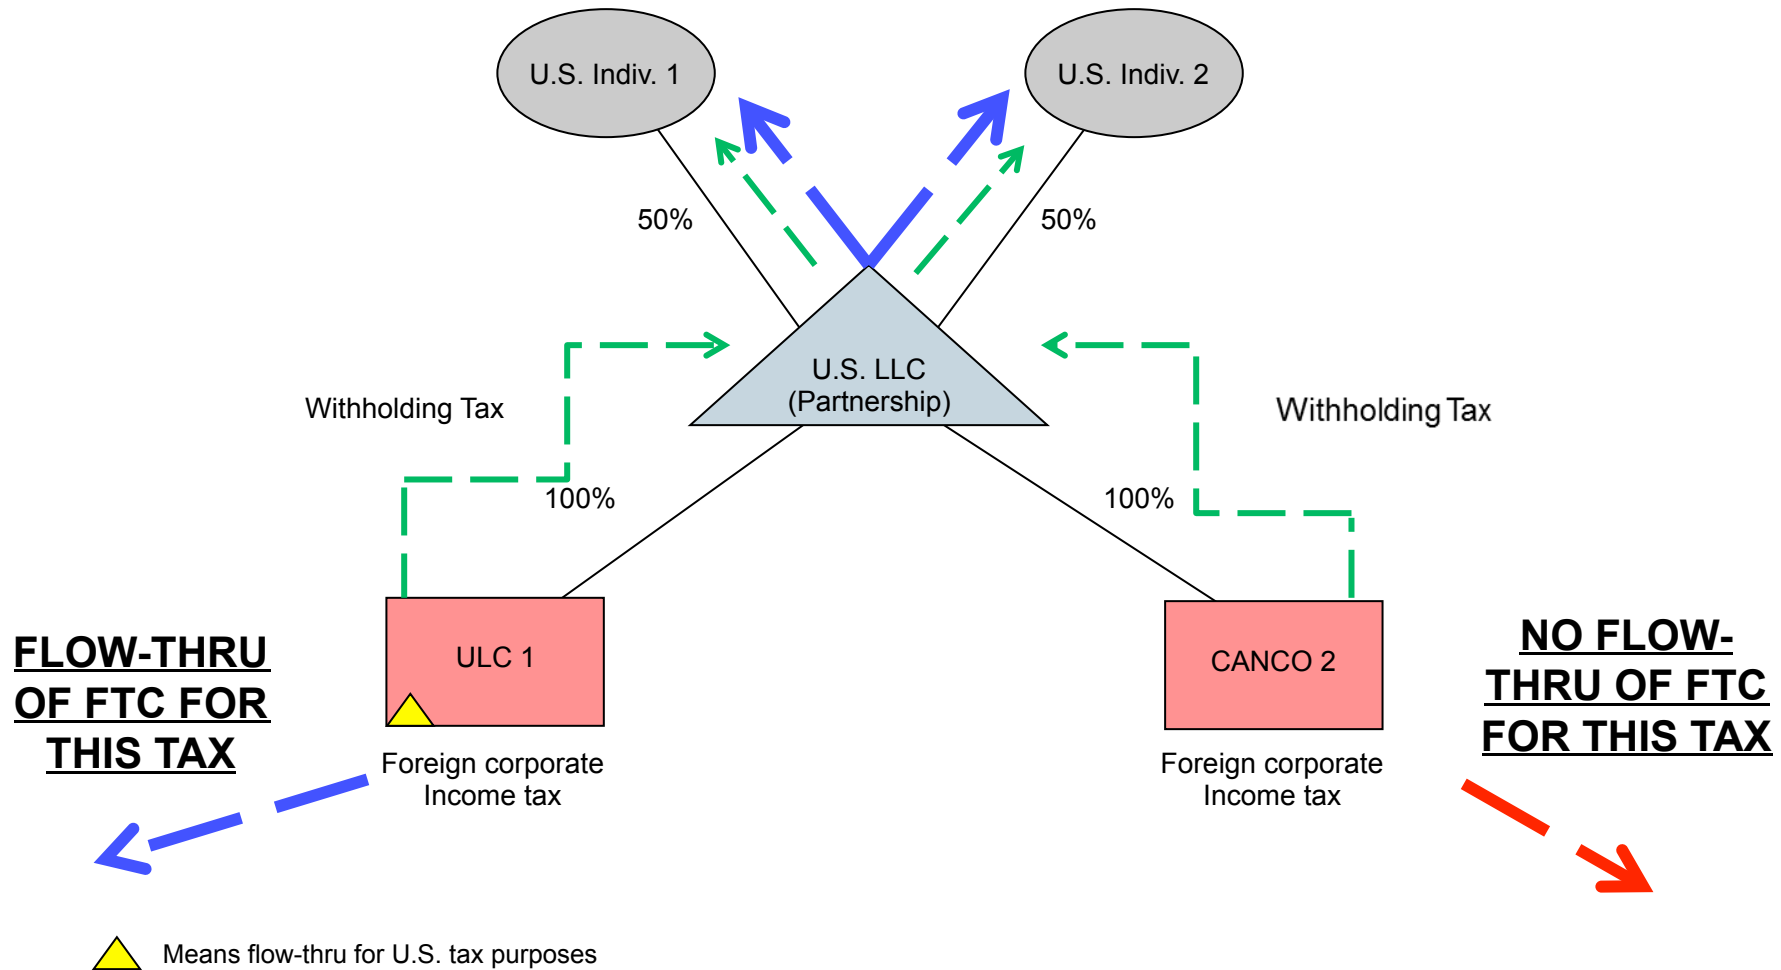 U.S. Indiv. 1
U.S. Indiv. 2
50%
50%
U.S. LLC
(Partnership)
Withholding Tax
Withholding Tax
100%
100%
FLOW-THRU
OF FTC FOR
THIS TAX
ULC 1
CANCO 2
NO FLOW-
THRU OF FTC
FOR THIS TAX
Foreign corporate
Income tax
Foreign corporate
Income tax
Means flow-thru for U.S. tax purposes